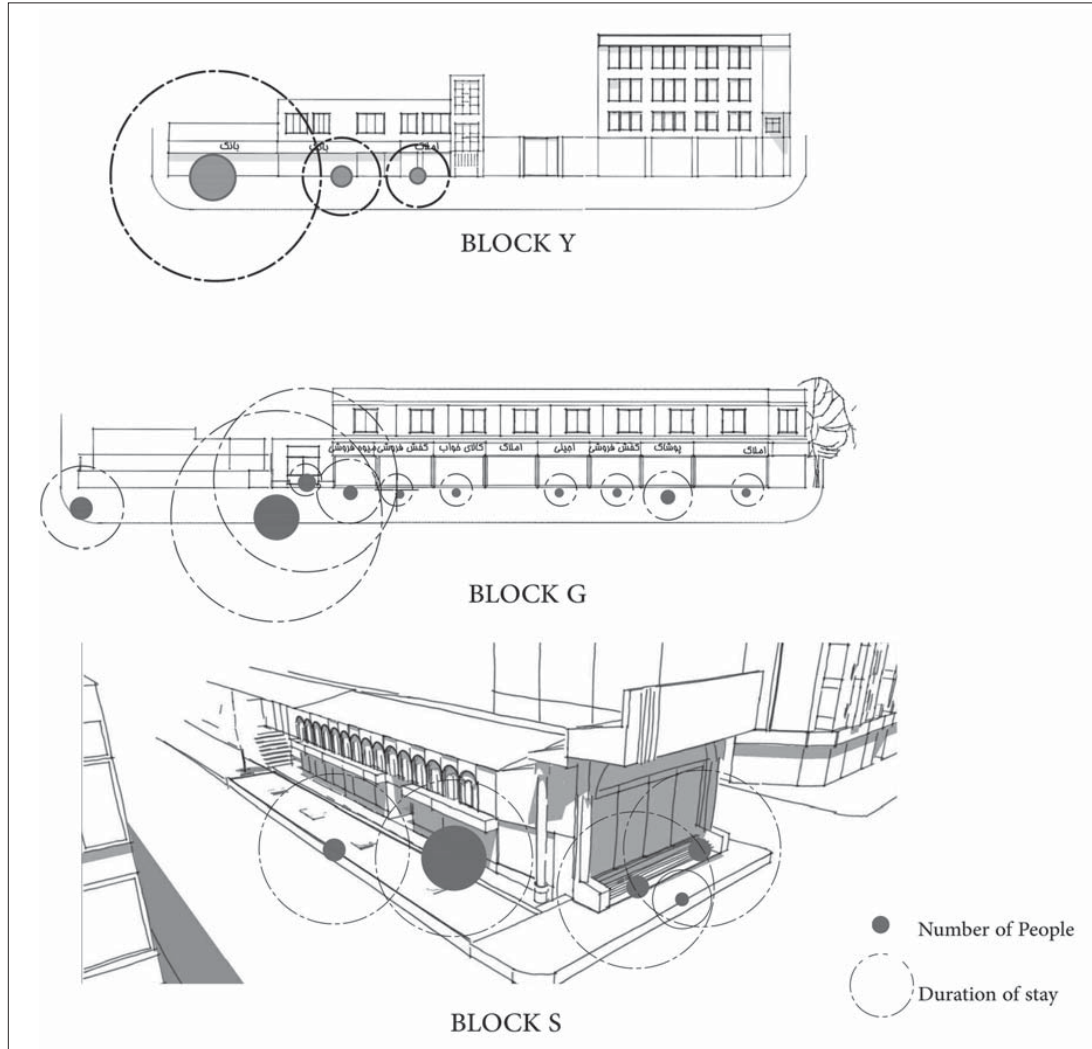 بانک
بانک
املاک
BLOCK Y
میوه فروشی
کفش فروشی
کالای خواب
املاک
آجیلی
کفش فروشی
پوشاک
املاک
BLOCK G
Number of People
Duration of stay
BLOCK S